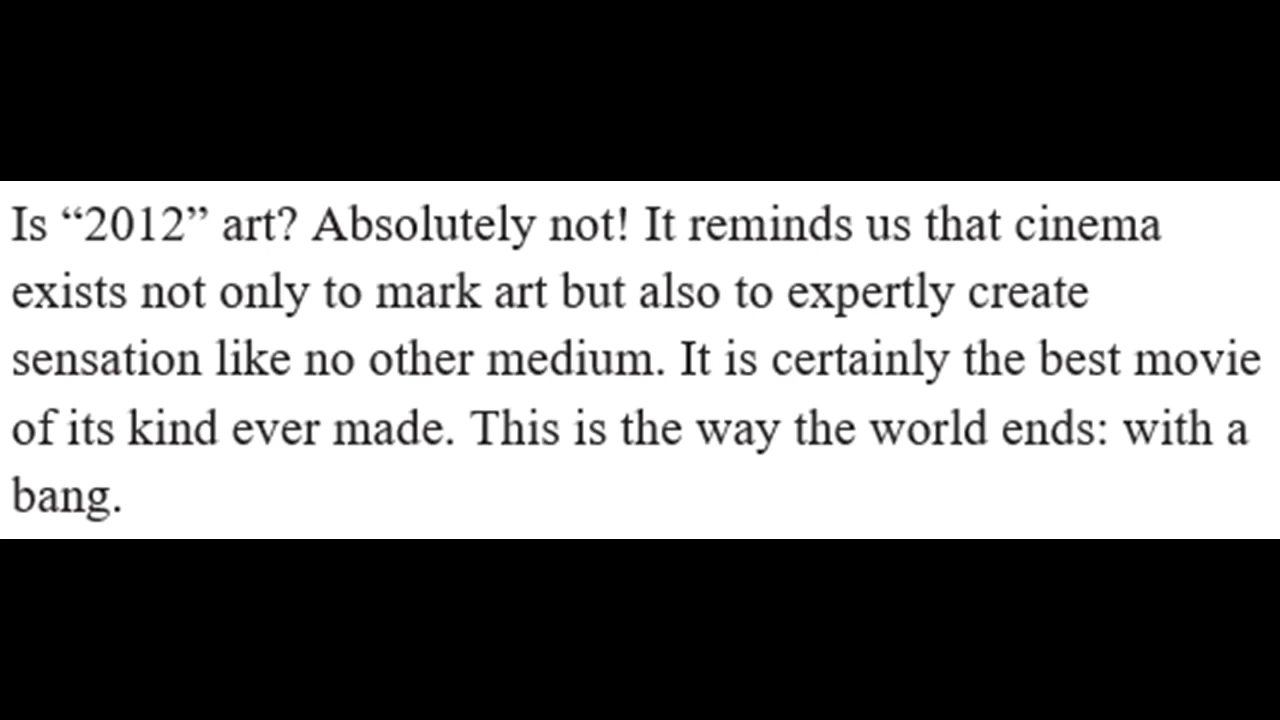 Is “2012” art? Absolutely not! It reminds us that cinema
exists not only to mark art but also to expertly create
sensation like no other medium. It is certainly the best movie
of its kind ever made. This is the way the world ends: with a
bang.